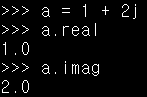 >>> a = 1 + 2j
>>> a.real
1.0
>>> a.imag
2.0